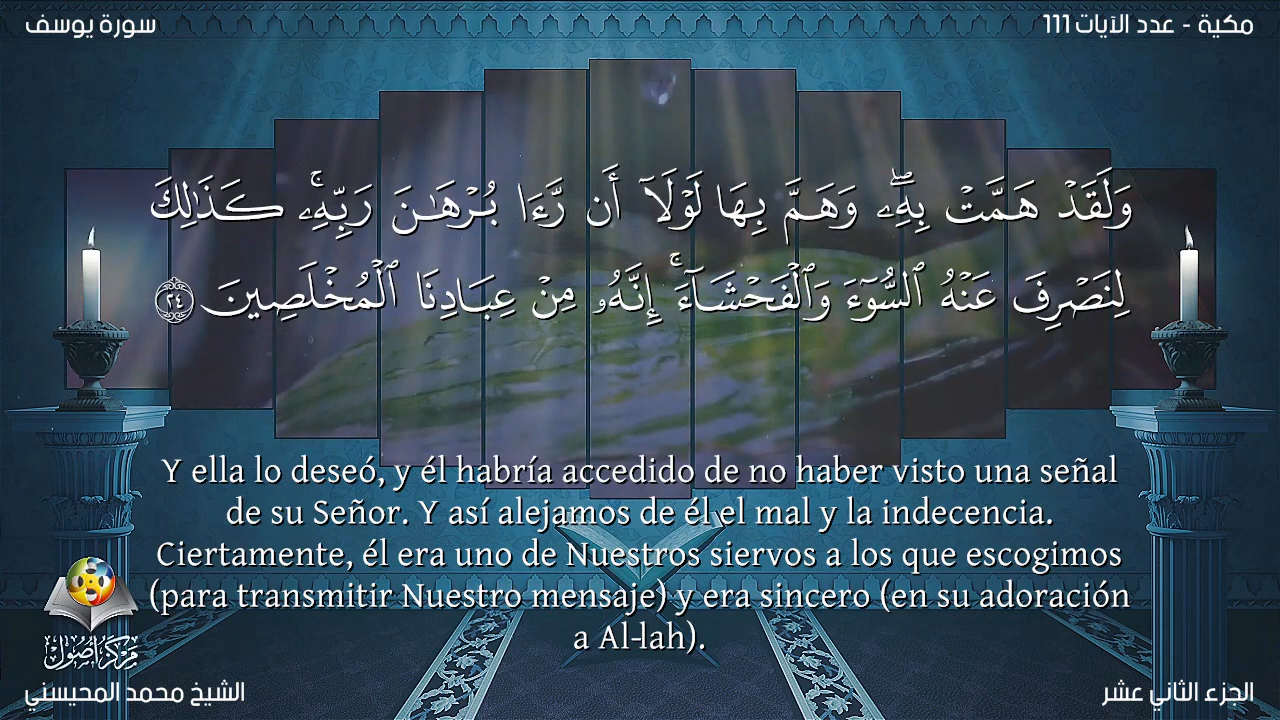 سورة يوسف
مكية - عدد الآيات 111
وَلَقَدْ هَمَّتْ بِهِۦۖ وَهَمَّ بِهَا لَوْلَآ أَن رَّءَا بُرْهَٰنَ رَبِّهِۦۚ كَذَٰلِكَ
لِنَصْرِفَ عَنْهُ ٱلسُّوٓءَ وَٱلْفَحْشَآءَۚ إِنَّهُۥ مِنْ عِبَادِنَا ٱلْمُخْلَصِينَ ٢٤
Y ella lo deseó, y él habría accedido de no haber visto una señal
de su Señor. Y así alejamos de él el mal y la indecencia.
Ciertamente, él era uno de Nuestros siervos a los que escogimos
(para transmitir Nuestro mensaje) y era sincero (en su adoración
a Al-lah).
مركز أصول
الشيخ محمد المحيسني
الجزء الثاني عشر